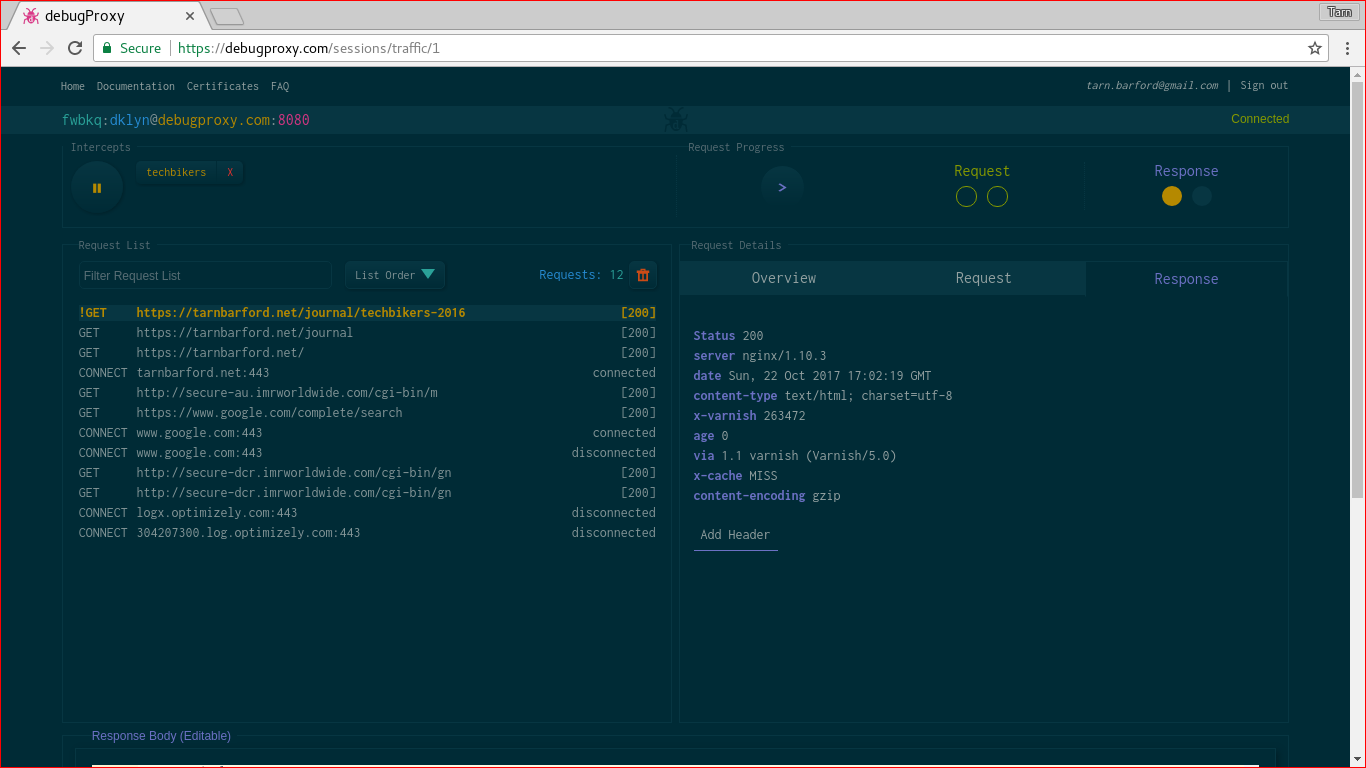 debugProxy
Tarn
Secure https://debugproxy.com/sessions/traffic/1
Home Documentation Certificates FAQ
tarn.barford@gmail.com | Sign out
fwbkq:dklyn@debugproxy.com:8080
Connected
Intercepts
techbikers X
Request Progress
>
Request
Response
Request List
Filter Request List
List Order
Requests: 12
!GET https://tarnbarford.net/journal/techbikers-2016 [200]
GET https://tarnbarford.net/journal [200]
GET https://tarnbarford.net/ [200]
CONNECT tarnbarford.net:443 connected
GET http://secure-au.imrworldwide.com/cgi-bin/m [200]
GET https://www.google.com/complete/search [200]
CONNECT www.google.com:443 connected
CONNECT www.google.com:443 disconnected
GET http://secure-dcr.imrworldwide.com/cgi-bin/gn [200]
GET http://secure-dcr.imrworldwide.com/cgi-bin/gn [200]
CONNECT logx.optimizely.com:443 disconnected
CONNECT 304207300.log.optimizely.com:443 disconnected
Request Details
Overview Request Response
Status 200
server nginx/1.10.3
date Sun, 22 Oct 2017 17:02:19 GMT
content-type text/html; charset=utf-8
x-varnish 263472
age 0
via 1.1 varnish (Varnish/5.0)
x-cache MISS
content-encoding gzip
Add Header
Response Body (Editable)